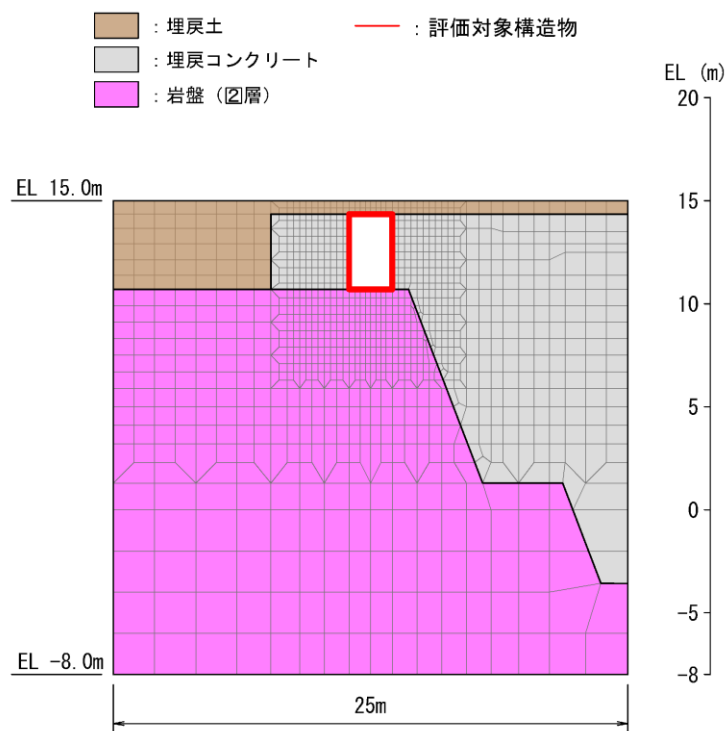 ：埋戻土
：評価対象構造物
：埋戻コンクリート
：岩盤（②層）
EL (m)
20
EL 15.0m
15
10
5
0
-5
EL -8.0m
-8
25m